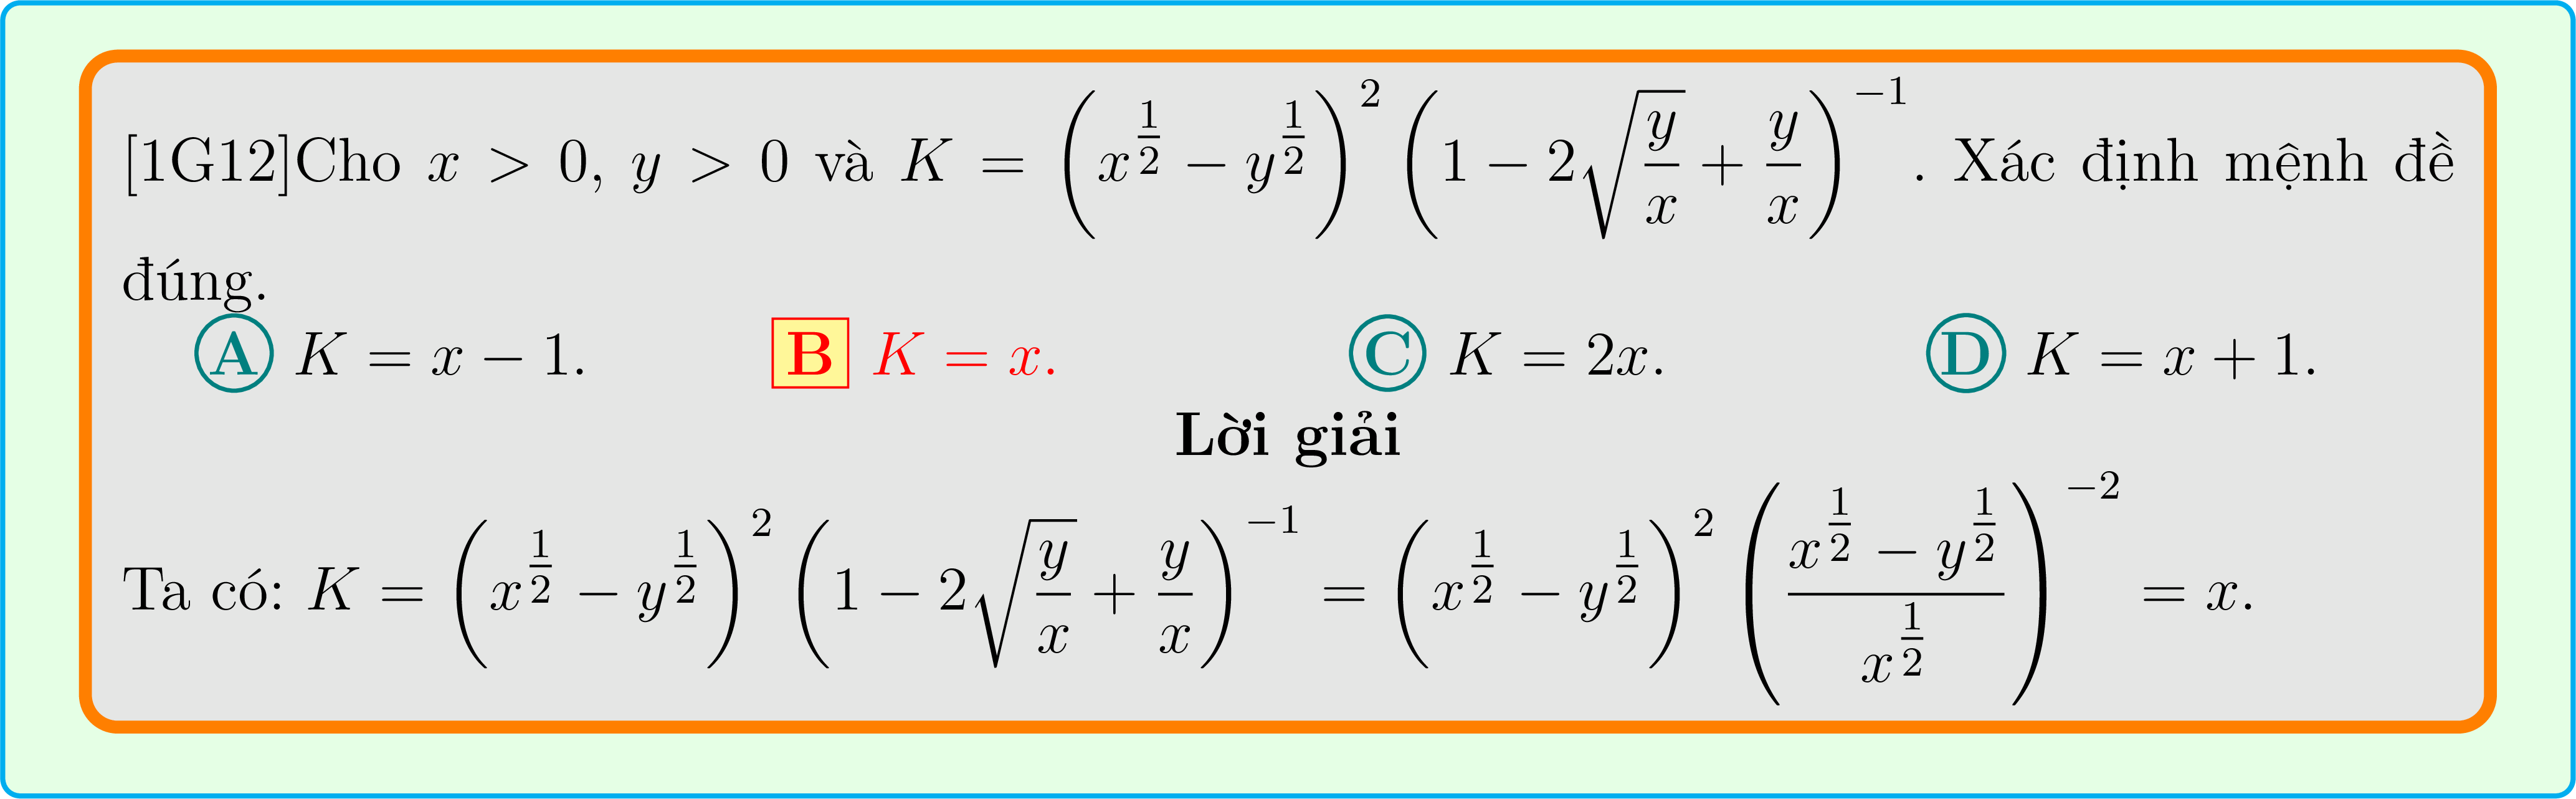 [1G12]Cho $x > 0$, $y > 0$ và $K = \left(x^{\frac{1}{2}} - y^{\frac{1}{2}}\right)^2 \left(1 - 2\sqrt{\frac{y}{x}} + \frac{y}{x}\right)^{-1}$. Xác định mệnh đề
đúng.
A $K = x - 1$. B $K = x$. C $K = 2x$. D $K = x + 1$.
Lời giải
Ta có: $K = \left(x^{\frac{1}{2}} - y^{\frac{1}{2}}\right)^2 \left(1 - 2\sqrt{\frac{y}{x}} + \frac{y}{x}\right)^{-1} = \left(x^{\frac{1}{2}} - y^{\frac{1}{2}}\right)^2 \left(\frac{x^{\frac{1}{2}} - y^{\frac{1}{2}}}{x^{\frac{1}{2}}}\right)^{-2} = x$.